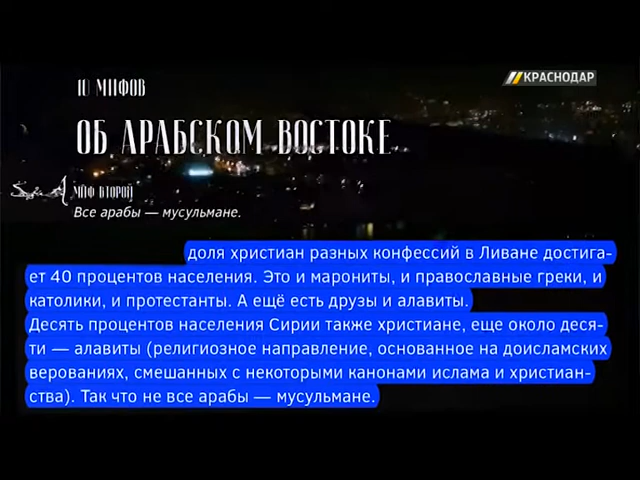 КРАСНОДАР
10 МИФОВ
ОБ АРАБСКОМ ВОСТОКЕ
МИФ ВТОРОЙ
Все арабы — мусульмане.
доля христиан разных конфессий в Ливане достига-
ет 40 процентов населения. Это и марониты, и православные греки, и
католики, и протестанты. А ещё есть друзы и алавиты.
Десять процентов населения Сирии также христиане, еще около деся-
ти — алавиты (религиозное направление, основанное на доисламских
верованиях, смешанных с некоторыми канонами ислама и христиан-
ства). Так что не все арабы — мусульмане.